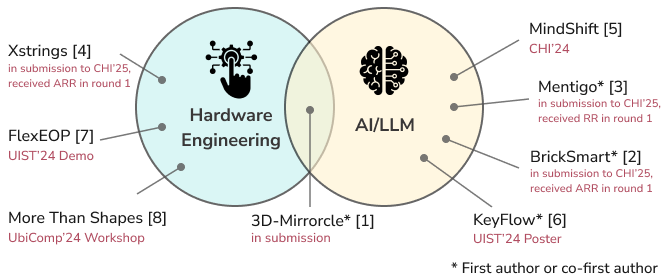 Xstrings [4]
in submission to CHI'25,
received ARR in round 1
FlexEOP [7]
UIST'24 Demo
More Than Shapes [8]
UbiComp'24 Workshop
Hardware
Engineering
AI/LLM
3D-Mirrorcle* [1]
in submission
MindShift [5]
CHI'24
Mentigo* [3]
in submission to CHI'25,
received RR in round 1
BrickSmart* [2]
in submission to CHI'25,
received ARR in round 1
KeyFlow* [6]
UIST'24 Poster
* First author or co-first author